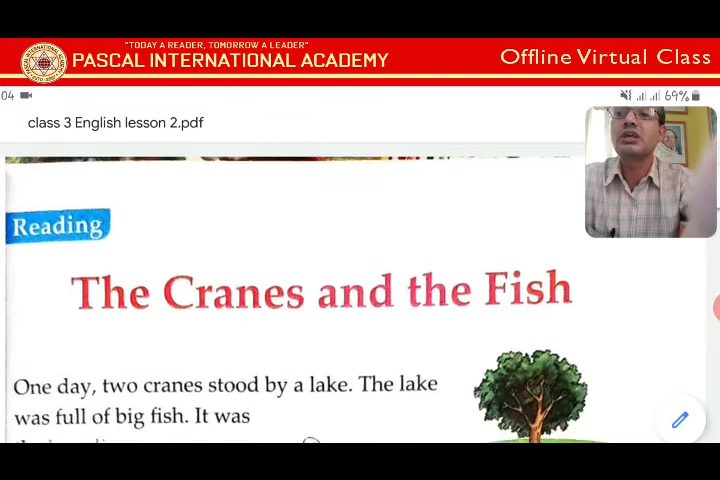 "TODAY A READER, TOMORROW A LEADER"
PASCAL INTERNATIONAL ACADEMY
Offline Virtual Class
04
69%
class 3 English lesson 2.pdf
Reading
The Cranes and the Fish
One day, two cranes stood by a lake. The lake
was full of big fish. It was